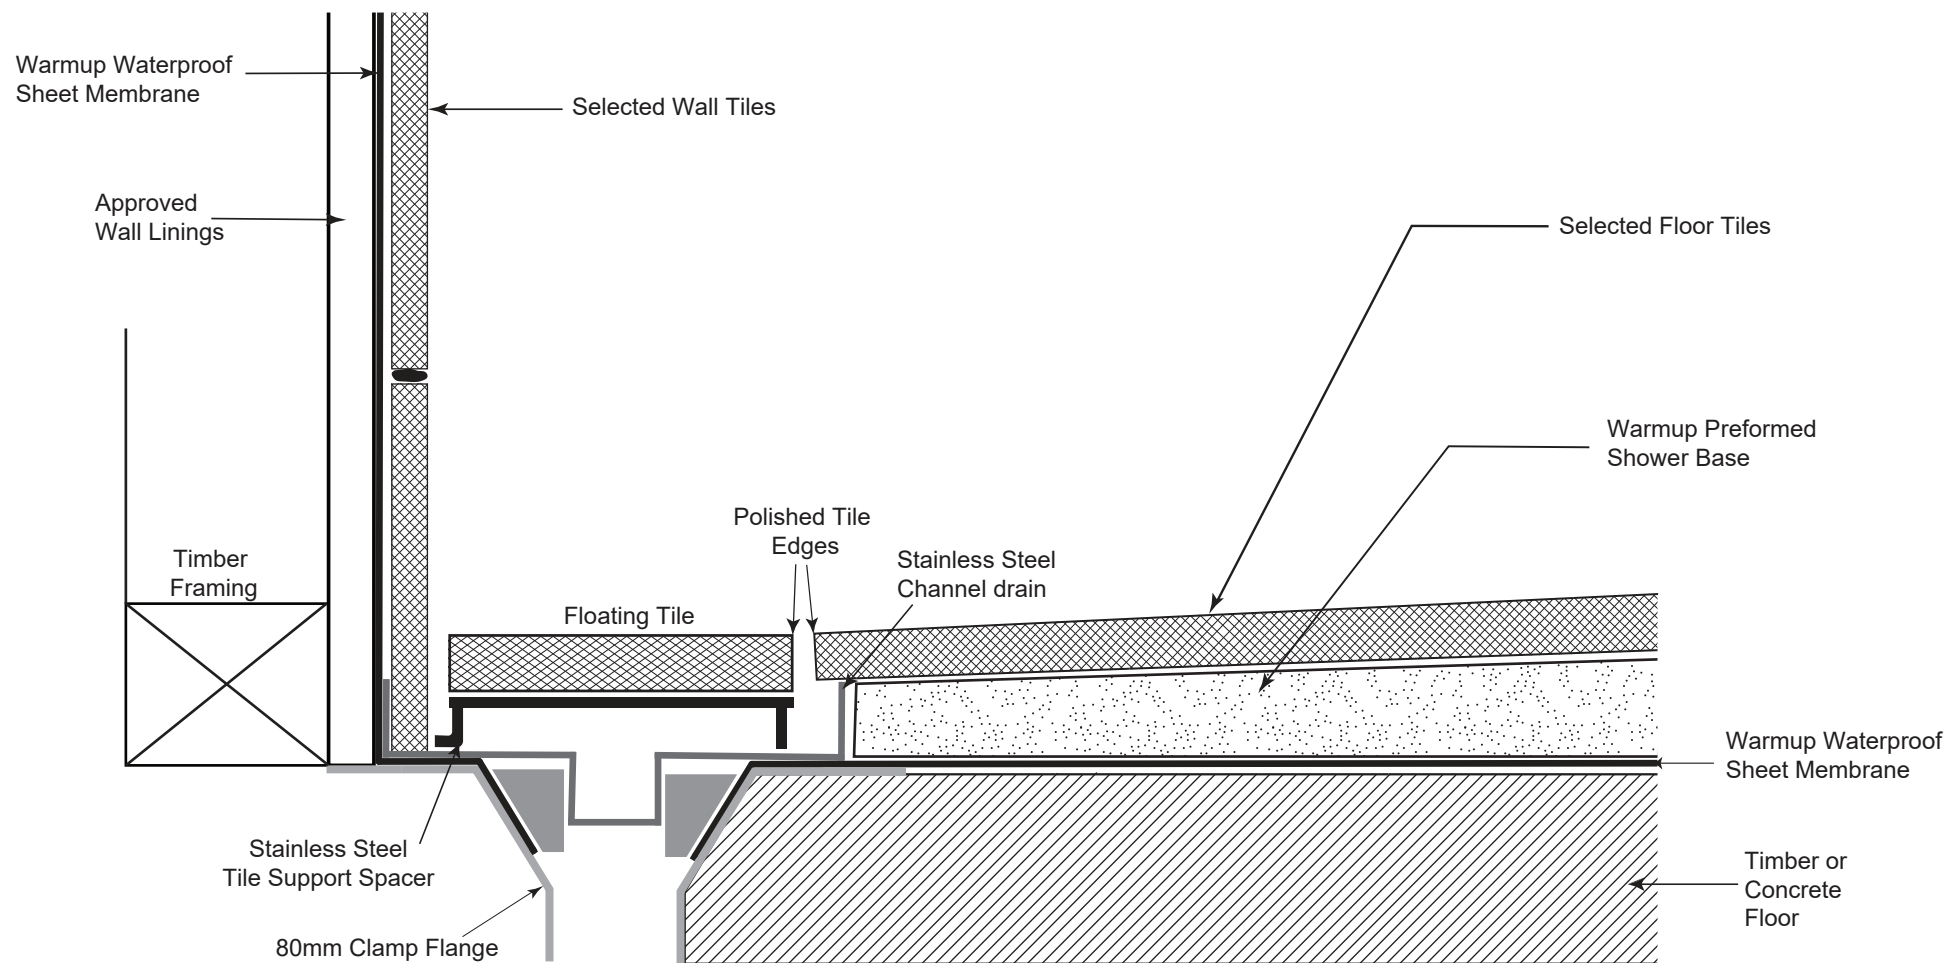 Warmup Waterproof
Sheet Membrane
Selected Wall Tiles
Approved
Wall Linings
Selected Floor Tiles
Warmup Preformed
Shower Base
Polished Tile
Edges
Stainless Steel
Channel drain
Timber
Framing
Floating Tile
Warmup Waterproof
Sheet Membrane
Stainless Steel
Tile Support Spacer
Timber or
Concrete
Floor
80mm Clamp Flange